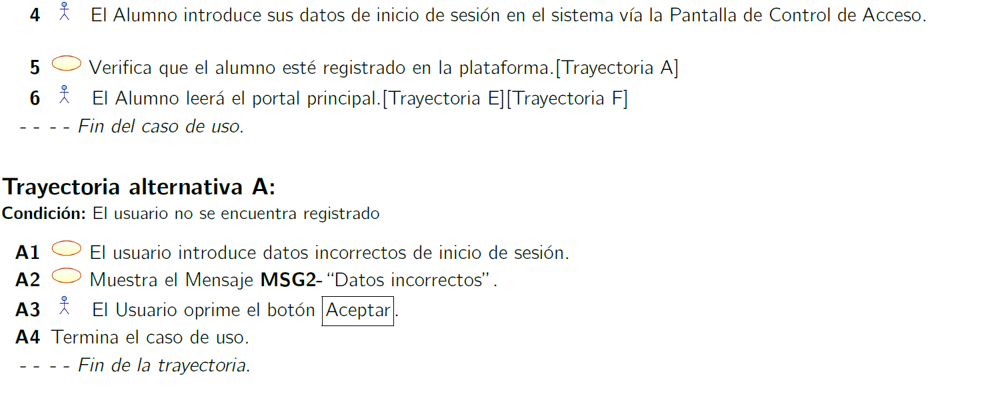 4 El Alumno introduce sus datos de inicio de sesión en el sistema vía la Pantalla de Control de Acceso.
5 Verifica que el alumno esté registrado en la plataforma.[Trayectoria A]
6 El Alumno leerá el portal principal.[Trayectoria E][Trayectoria F]
- - - - Fin del caso de uso.
Trayectoria alternativa A:
Condición: El usuario no se encuentra registrado
A1 El usuario introduce datos incorrectos de inicio de sesión.
A2 Muestra el Mensaje MSG2- “Datos incorrectos”.
A3 El Usuario oprime el botón Aceptar.
A4 Termina el caso de uso.
- - - - Fin de la trayectoria.